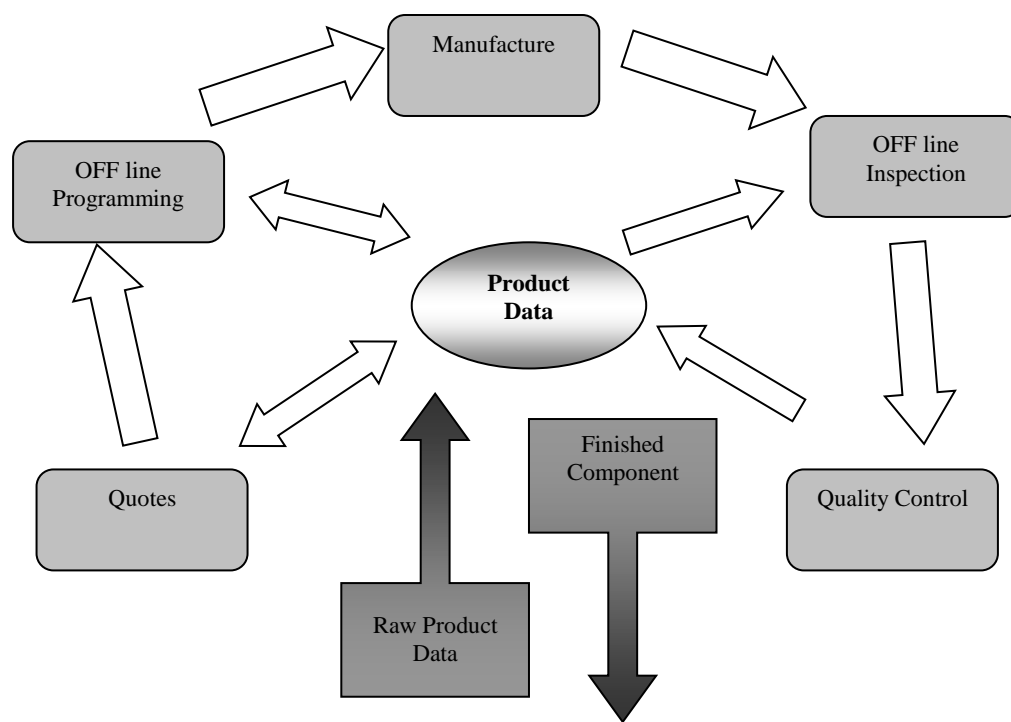 Manufacture
OFF line
Programming
OFF line
Inspection
Product
Data
Quotes
Finished
Component
Quality Control
Raw Product
Data